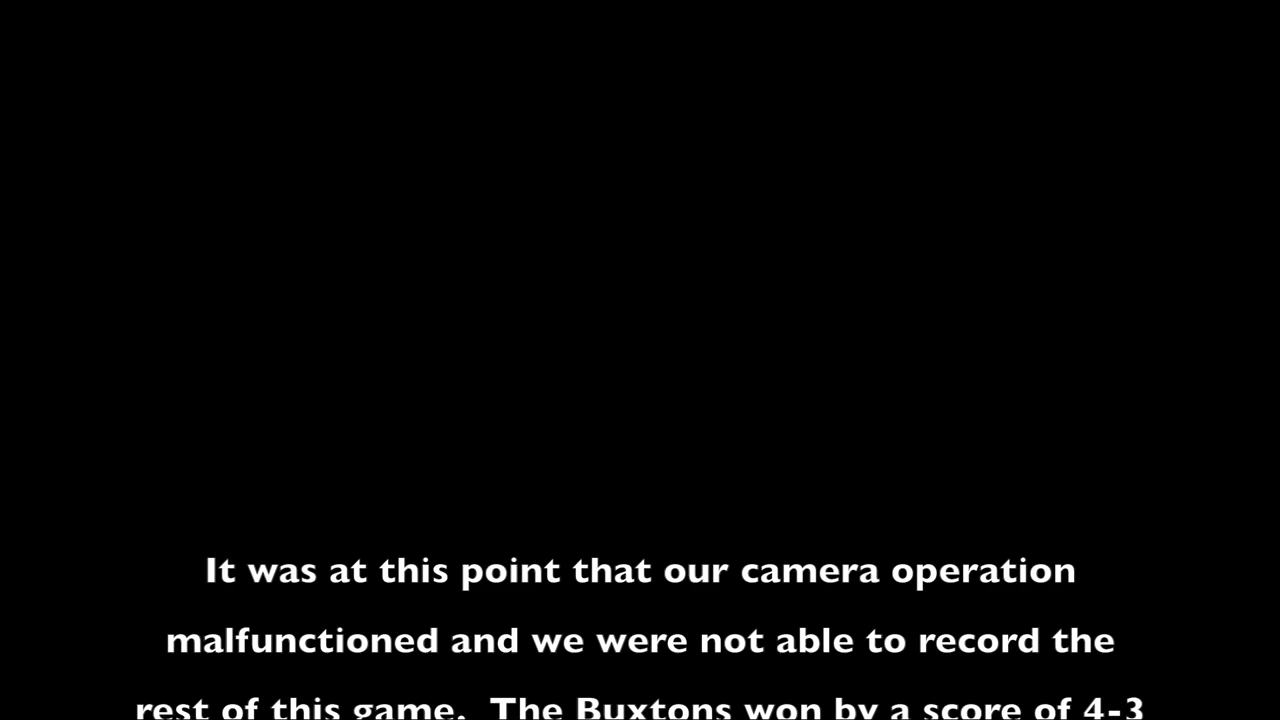 It was at this point that our camera operation
malfunctioned and we were not able to record the
rest of this game.  The Buxtons won by a score of 4-3